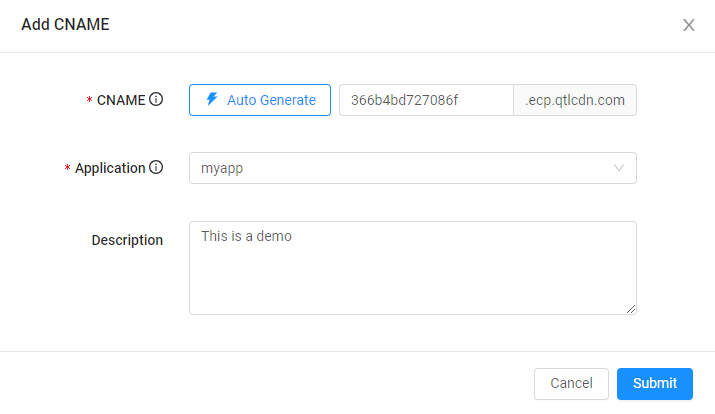 Add CNAME
* CNAME Auto Generate 366b4bd727086f .ecp.qtlcdn.com
* Application myapp
Description This is a demo
Cancel Submit